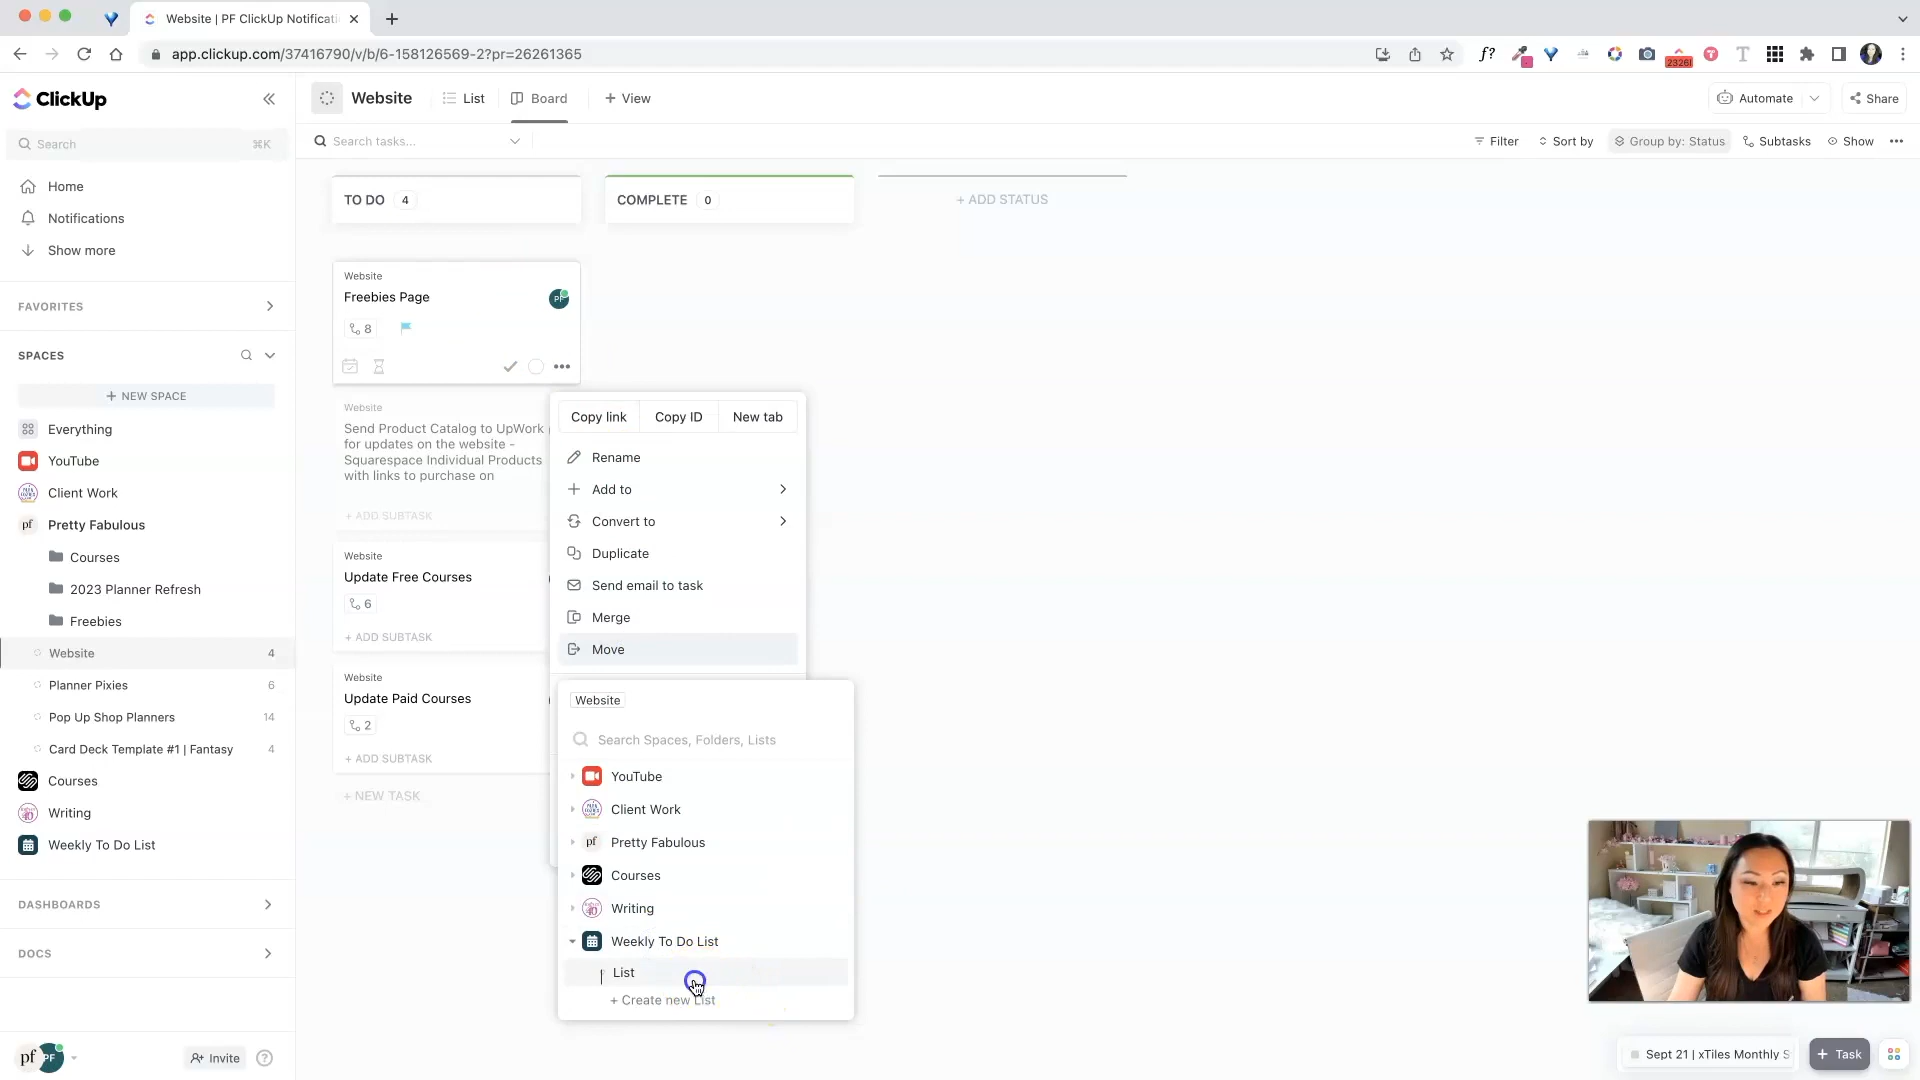 Website | PF ClickUp Notificati
app.clickup.com/37416790/v/b/6-158126569-2?pr=26261365
f?
2326!
ClickUp
Website
List
Board
+ View
Automate
Share
Search
⌘K
Search tasks...
Filter
Sort by
Group by: Status
Subtasks
Show
Home
Notifications
Show more
FAVORITES
SPACES
+ NEW SPACE
Everything
YouTube
Client Work
pf Pretty Fabulous
Courses
2023 Planner Refresh
Freebies
Website 4
Planner Pixies 6
Pop Up Shop Planners 14
Card Deck Template #1 | Fantasy 4
Courses
Writing
Weekly To Do List
DASHBOARDS
DOCS
pf PF
Invite
TO DO 4
COMPLETE 0
+ ADD STATUS
Website
Freebies Page
PF
8
Website
Send Product Catalog to UpWork
for updates on the website -
Squarespace Individual Products
with links to purchase on
+ ADD SUBTASK
Website
Update Free Courses
6
+ ADD SUBTASK
Website
Update Paid Courses
2
+ ADD SUBTASK
+ NEW TASK
Copy link
Copy ID
New tab
Rename
Add to
Convert to
Duplicate
Send email to task
Merge
Move
Website
Search Spaces, Folders, Lists
YouTube
Client Work
pf Pretty Fabulous
Courses
Writing
Weekly To Do List
List
+ Create new List
Sept 21 | xTiles Monthly S
+ Task